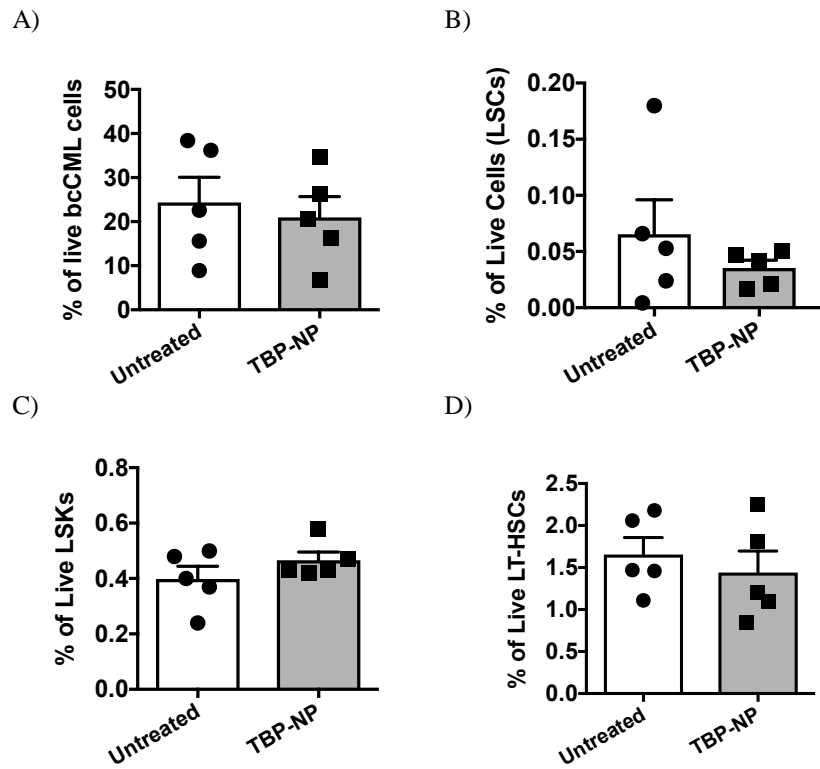 A)
% of live bcCML cells
50
40
30
20
10
0
Untreated
TBP-NP
B)
% of Live Cells (LSCs)
0.20
0.15
0.10
0.05
0.00
Untreated
TBP-NP
C)
% of Live LSKs
0.8
0.6
0.4
0.2
0.0
Untreated
TBP-NP
D)
% of Live LT-HSCs
2.5
2.0
1.5
1.0
0.5
0.0
Untreated
TBP-NP